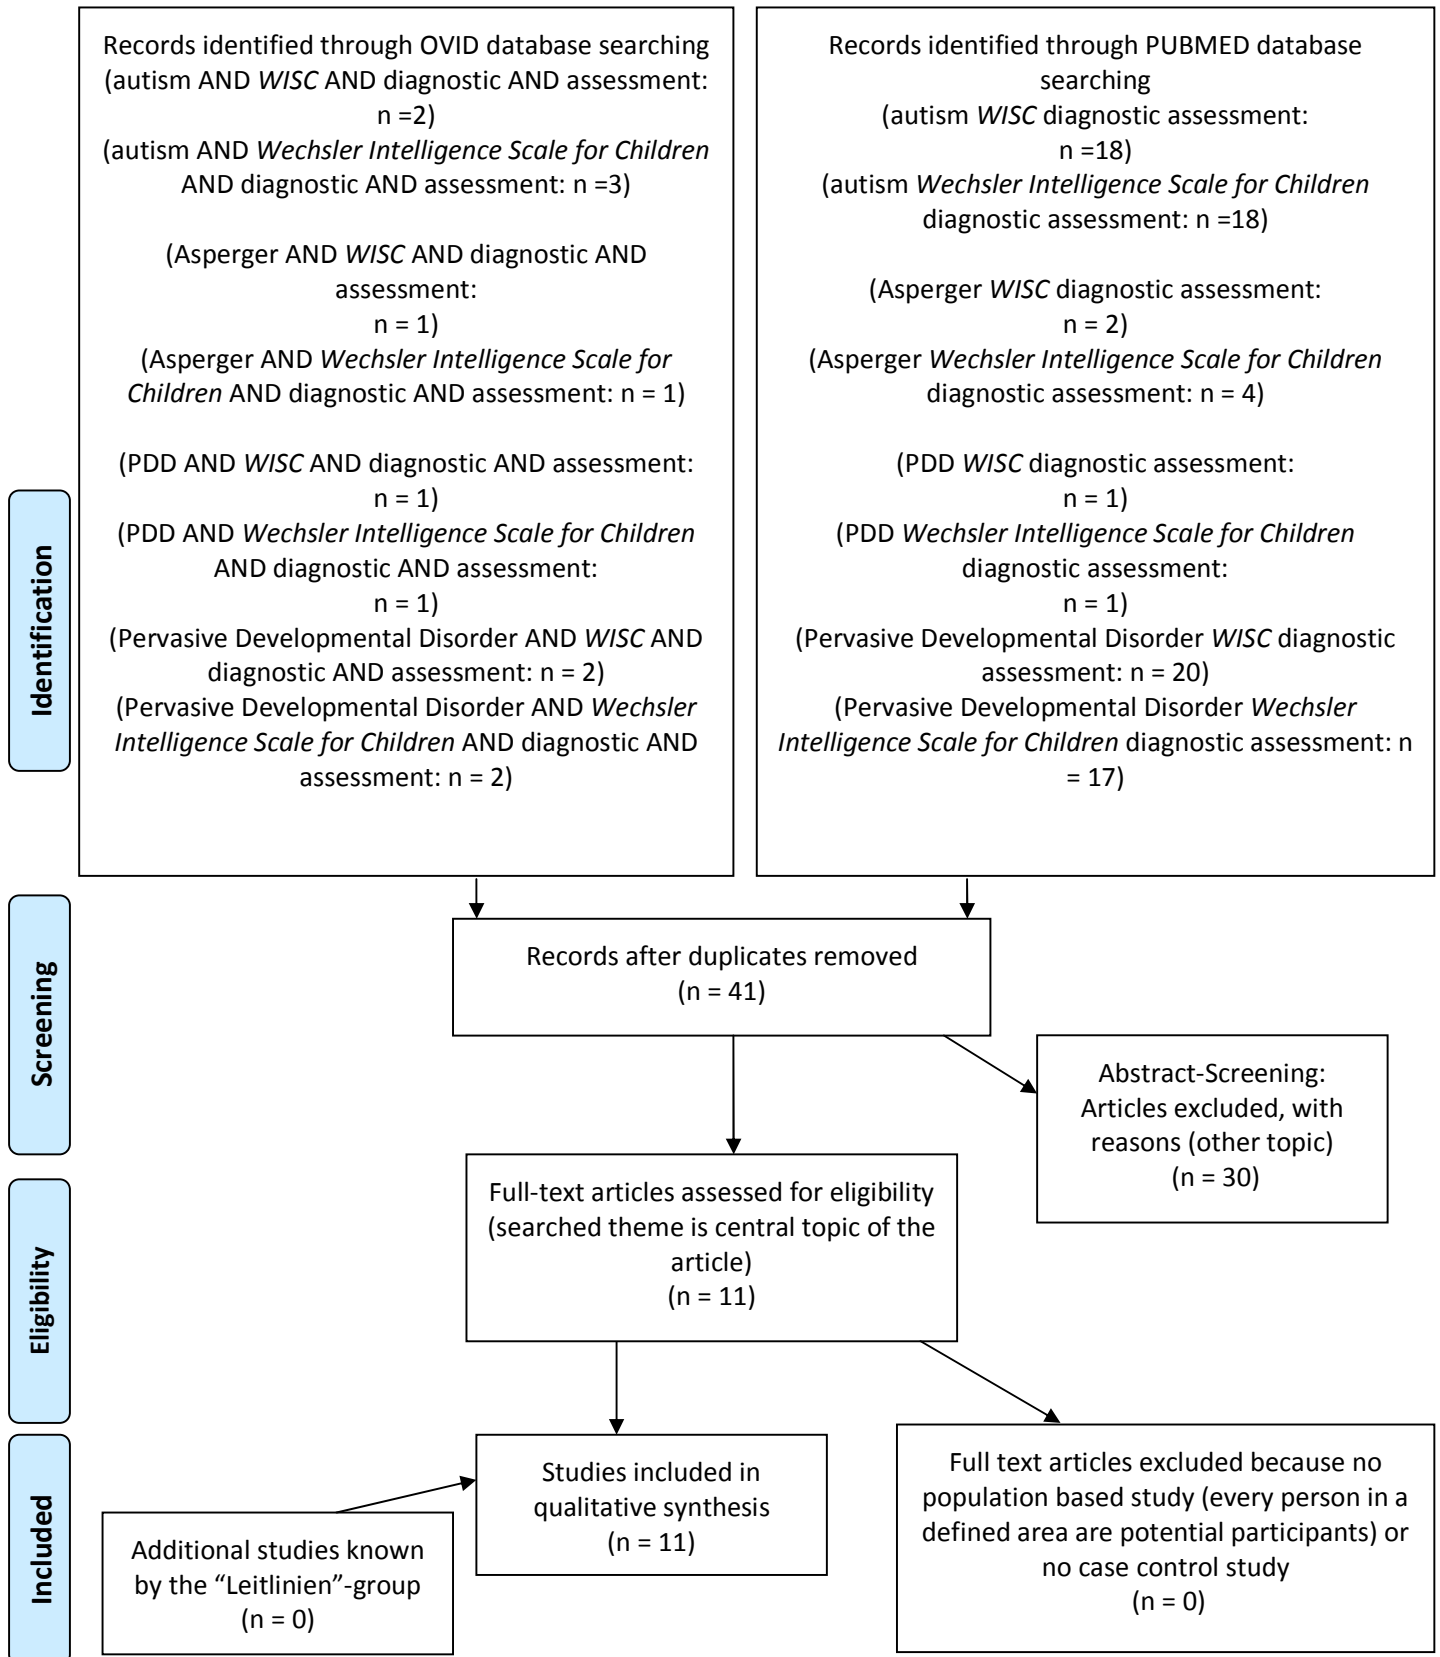 Records identified through OVID database searching
(autism AND WISC AND diagnostic AND assessment:
n =2)
(autism AND Wechsler Intelligence Scale for Children
AND diagnostic AND assessment: n =3)
(Asperger AND WISC AND diagnostic AND
assessment:
n = 1)
(Asperger AND Wechsler Intelligence Scale for
Children AND diagnostic AND assessment: n = 1)
(PDD AND WISC AND diagnostic AND assessment:
n = 1)
(PDD AND Wechsler Intelligence Scale for Children
AND diagnostic AND assessment:
n = 1)
(Pervasive Developmental Disorder AND WISC AND
diagnostic AND assessment: n = 2)
(Pervasive Developmental Disorder AND Wechsler
Intelligence Scale for Children AND diagnostic AND
assessment: n = 2)
Records identified through PUBMED database
searching
(autism WISC diagnostic assessment:
n =18)
(autism Wechsler Intelligence Scale for Children
diagnostic assessment: n =18)
(Asperger WISC diagnostic assessment:
n = 2)
(Asperger Wechsler Intelligence Scale for Children
diagnostic assessment: n = 4)
(PDD WISC diagnostic assessment:
n = 1)
(PDD Wechsler Intelligence Scale for Children
diagnostic assessment:
n = 1)
(Pervasive Developmental Disorder WISC diagnostic
assessment: n = 20)
(Pervasive Developmental Disorder Wechsler
Intelligence Scale for Children diagnostic assessment: n
= 17)
Identification
Screening
Records after duplicates removed
(n = 41)
Abstract-Screening:
Articles excluded, with
reasons (other topic)
(n = 30)
Eligibility
Full-text articles assessed for eligibility
(searched theme is central topic of the
article)
(n = 11)
Included
Studies included in
qualitative synthesis
(n = 11)
Additional studies known
by the “Leitlinien”-group
(n = 0)
Full text articles excluded because no
population based study (every person in a
defined area are potential participants) or
no case control study
(n = 0)